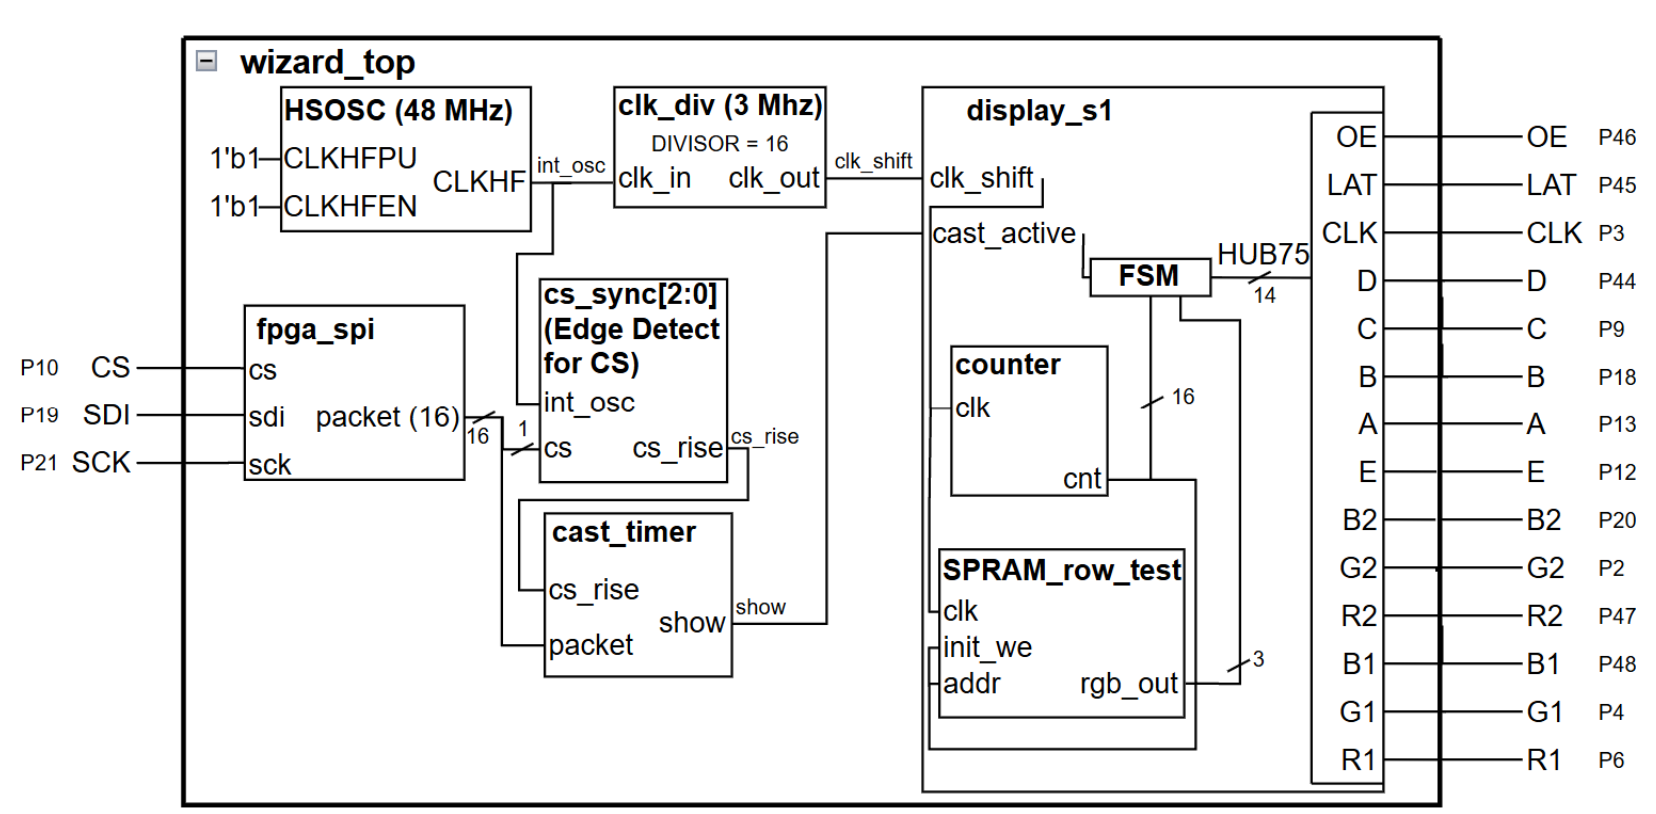 wizard_top
HSOSC (48 MHz)
1'b1 CLKHFPU
CLKHF
1'b1 CLKHFEN
int_osc
clk_div (3 Mhz)
DIVISOR = 16
clk_in clk_out
clk_shift
display_s1
clk_shift
cast_active
FSM
HUB75
14
cs_sync[2:0]
(Edge Detect
for CS)
int_osc
cs cs_rise
cs_rise
1
fpga_spi
P10 CS cs
P19 SDI sdi packet (16)
16
P21 SCK sck
cast_timer
cs_rise
show
packet
show
counter
clk
cnt
16
SPRAM_row_test
clk
init_we
addr rgb_out
3
OE OE P46
LAT LAT P45
CLK CLK P3
D D P44
C C P9
B B P18
A A P13
E E P12
B2 B2 P20
G2 G2 P2
R2 R2 P47
B1 B1 P48
G1 G1 P4
R1 R1 P6